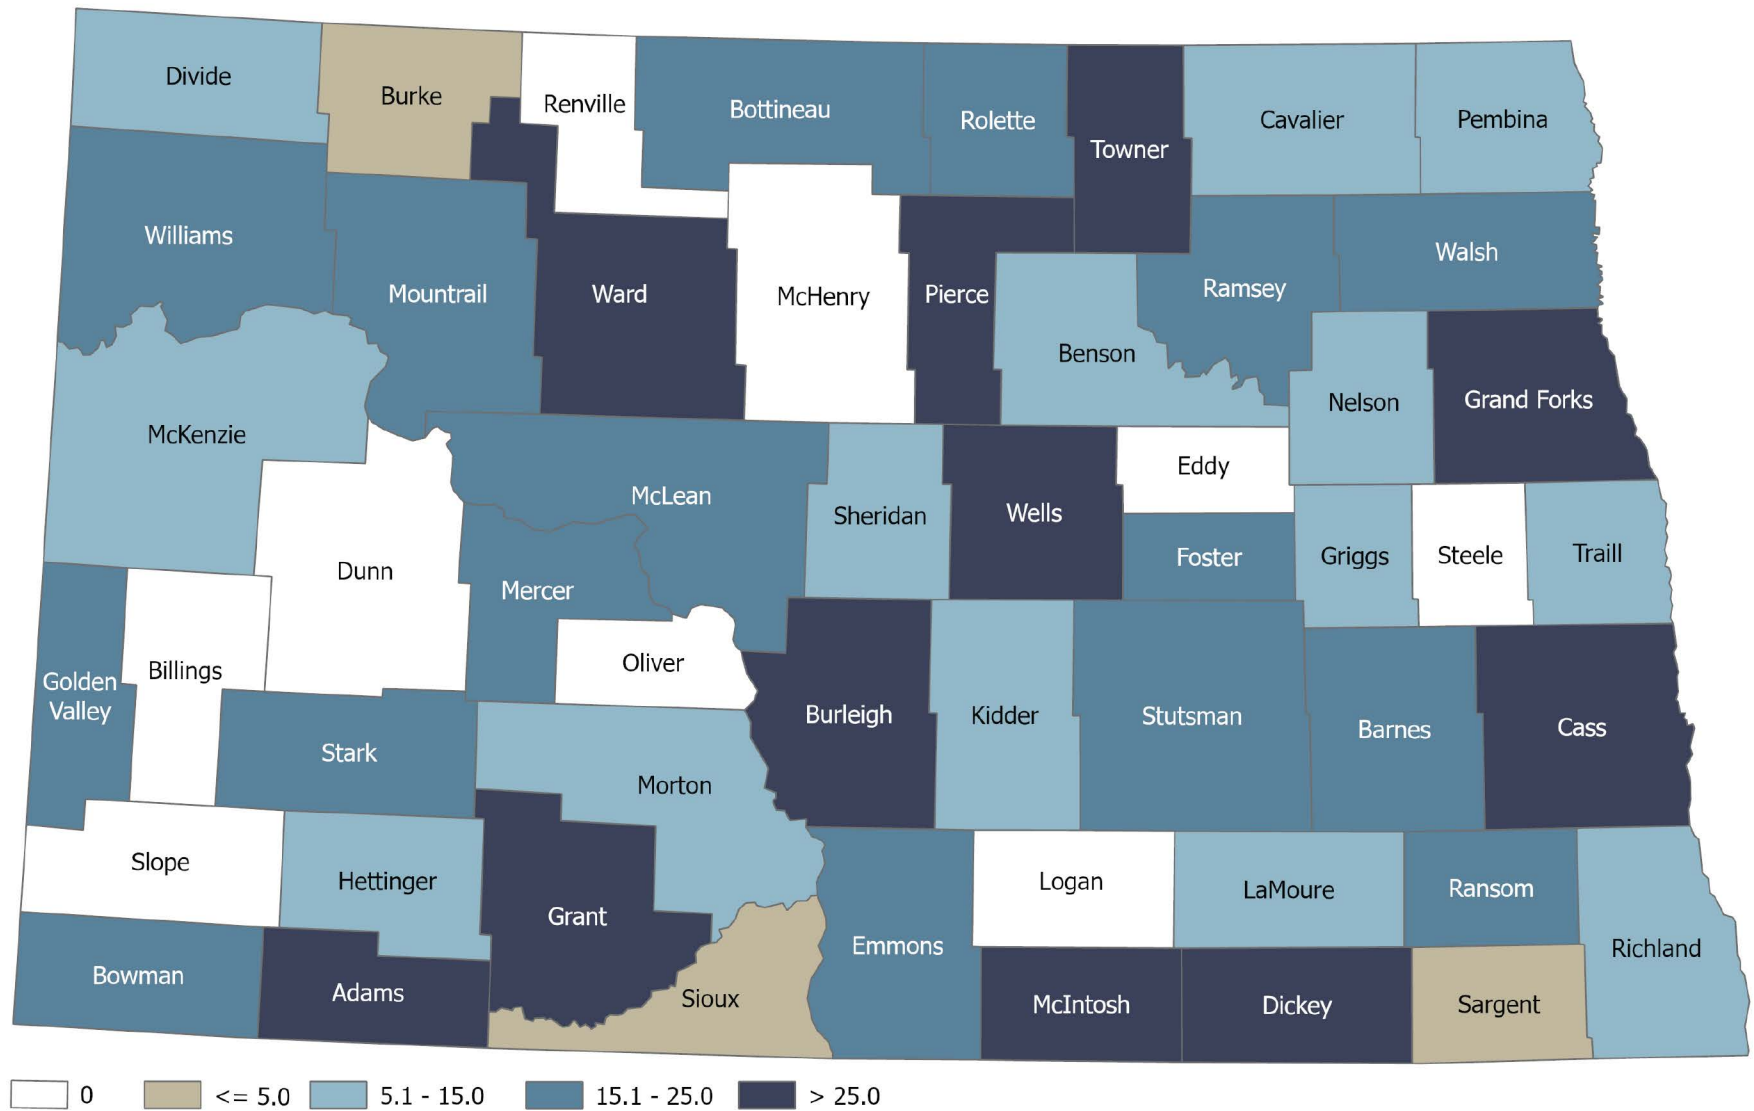 Divide
Burke
Renville
Bottineau
Rolette
Towner
Cavalier
Pembina
Williams
Mountrail
Ward
McHenry
Pierce
Benson
Ramsey
Walsh
McKenzie
Nelson
Grand Forks
Dunn
McLean
Sheridan
Wells
Eddy
Foster
Griggs
Steele
Traill
Mercer
Golden
Valley
Billings
Oliver
Stark
Morton
Burleigh
Kidder
Stutsman
Barnes
Cass
Slope
Hettinger
Grant
Emmons
Logan
LaMoure
Ransom
Richland
Bowman
Adams
Sioux
McIntosh
Dickey
Sargent
0
<= 5.0
5.1 - 15.0
15.1 - 25.0
> 25.0